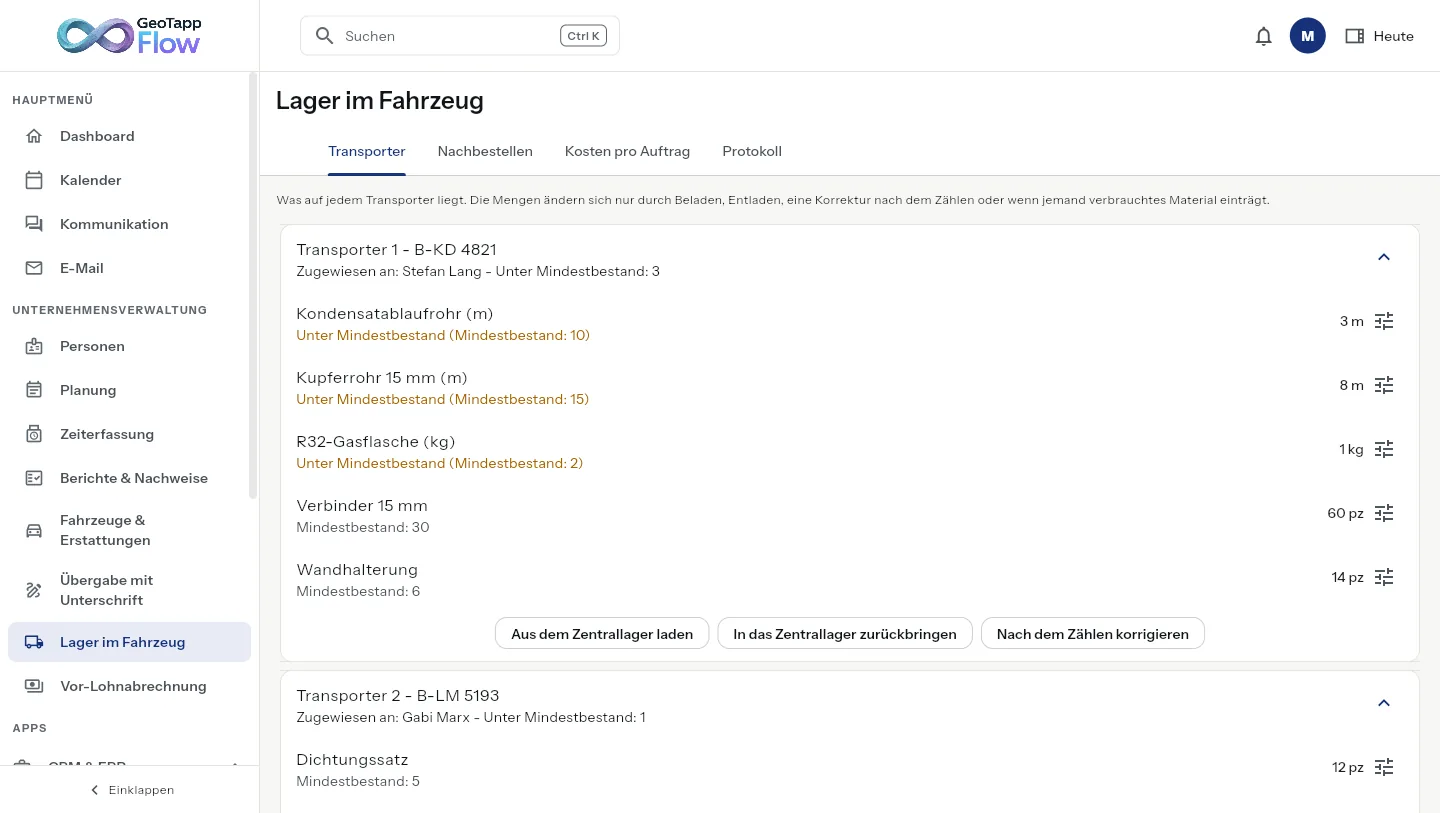 GeoTapp
Flow
Suchen
Ctrl K
M
Heute
HAUPTMENÜ
Dashboard
Kalender
Kommunikation
E-Mail
UNTERNEHMENSVERWALTUNG
Personen
Planung
Zeiterfassung
Berichte & Nachweise
Fahrzeuge &
Erstattungen
Übergabe mit
Unterschrift
Lager im Fahrzeug
Vor-Lohnabrechnung
APPS
Einklappen
Lager im Fahrzeug
Transporter
Nachbestellen
Kosten pro Auftrag
Protokoll
Was auf jedem Transporter liegt. Die Mengen ändern sich nur durch Beladen, Entladen, eine Korrektur nach dem Zählen oder wenn jemand verbrauchtes Material einträgt.
Transporter 1 - B-KD 4821
Zugewiesen an: Stefan Lang - Unter Mindestbestand: 3
Kondensatablaufrohr (m)
Unter Mindestbestand (Mindestbestand: 10)
3 m
Kupferrohr 15 mm (m)
Unter Mindestbestand (Mindestbestand: 15)
8 m
R32-Gasflasche (kg)
Unter Mindestbestand (Mindestbestand: 2)
1 kg
Verbinder 15 mm
Mindestbestand: 30
60 pz
Wandhalterung
Mindestbestand: 6
14 pz
Aus dem Zentrallager laden
In das Zentrallager zurückbringen
Nach dem Zählen korrigieren
Transporter 2 - B-LM 5193
Zugewiesen an: Gabi Marx - Unter Mindestbestand: 1
Dichtungssatz
Mindestbestand: 5
12 pz